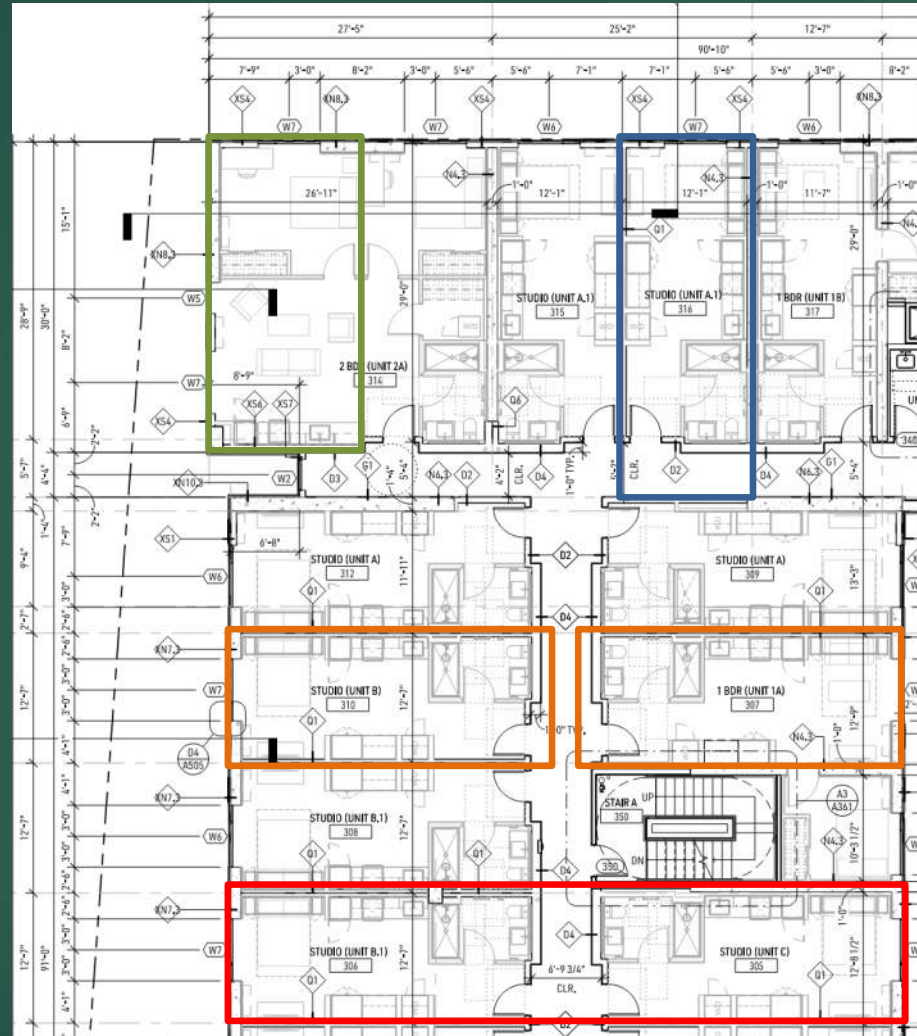 27'-5" 25'-2" 12'-7"
90'-10"
7'-9" 3'-0" 8'-2" 3'-0" 5'-6" 5'-6" 7'-1" 7'-1" 5'-6" 5'-6" 3'-0" 8'-2"
XS4 XN8.3 XS4 XS4 XS4 XN8.3
W7 W7 W6 W7 W6
N4.3 N4.3
26'-11" 1'-0" 12'-1" 12'-1" 1'-0" 11'-7" 1'-0"
15'-1" Q1 29'-0"
XN8.3
W5 29'-0" STUDIO (UNIT A.1) STUDIO (UNIT A.1) 1 BDR (UNIT 1B)
315 316 317
28'-9" 30'-0" 8'-2"
2 BDR (UNIT 2A)
314
W7 8'-9"
6'-9" XS4 XS6 XS7 Q6
2'-2" 340
5'-7" 4'-4" D3 G1 1'-4" 5'-4" N6.3 D2 4'-2" CLR. D4 1'-0" TYP. 5'-2" CLR. D2 D4 N6.3 G1 5'-4"
XN10.3 W2
1'-4" 2'-2"
9'-4" 7'-9" XS1 6'-8" D2
STUDIO (UNIT A) STUDIO (UNIT A)
312 11'-11" 309 13'-3"
W6 Q1 Q1
3'-0" D4
2'-7" 2'-6"
2'-6" XN7.3
12'-7" 3'-0" W7 STUDIO (UNIT B) 12'-7" 1 BDR (UNIT 1A) 12'-9"
310 307
3'-0" Q1 1'-0" TYP. N4.3 1'-0"
4'-1" D4
A505
4'-1" XN7.3 STAIR A UP A3
350 A361
12'-7" 3'-0" W6 STUDIO (UNIT B.1) 12'-7" 10'-3 1/2"
308
3'-0" Q1 Q1 D4 350 DN N4.3
2'-6"
2'-6" XN7.3 1'-0"
12'-7" 91'-0" 3'-0" W7 STUDIO (UNIT B.1) 12'-7" D4 STUDIO (UNIT C) 12'-8 1/2"
306 6'-9 3/4" 305
3'-0" Q1 CLR. Q1
4'-1" D2